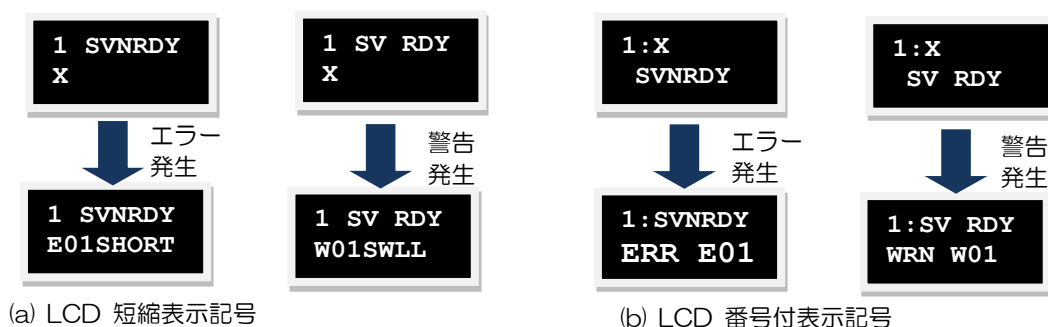 1 SVNRDY
X
エラー
発生
1 SVNRDY
E01SHORT
1 SV RDY
X
警告
発生
1 SV RDY
W01SWLL
(a) LCD 短縮表示記号
1:X
SVNRDY
エラー
発生
1:SVNRDY
ERR E01
1:X
SV RDY
警告
発生
1:SV RDY
WRN W01
(b) LCD 番号付表示記号